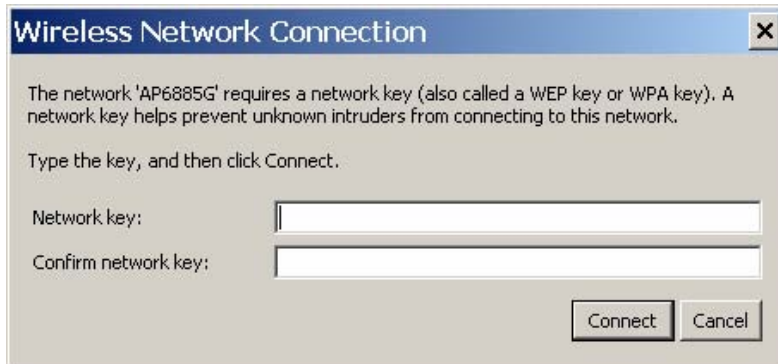 Wireless Network Connection
The network 'AP6885G' requires a network key (also called a WEP key or WPA key). A
network key helps prevent unknown intruders from connecting to this network.
Type the key, and then click Connect.
Network key:
Confirm network key:
Connect Cancel